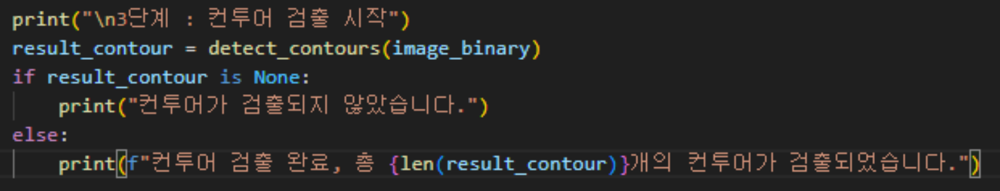 print("\n3단계 : 컨투어 검출 시작")
result_contour = detect_contours(image_binary)
if result_contour is None:
    print("컨투어가 검출되지 않았습니다.")
else:
    print(f"컨투어 검출 완료, 총 {len(result_contour)}개의 컨투어가 검출되었습니다.")